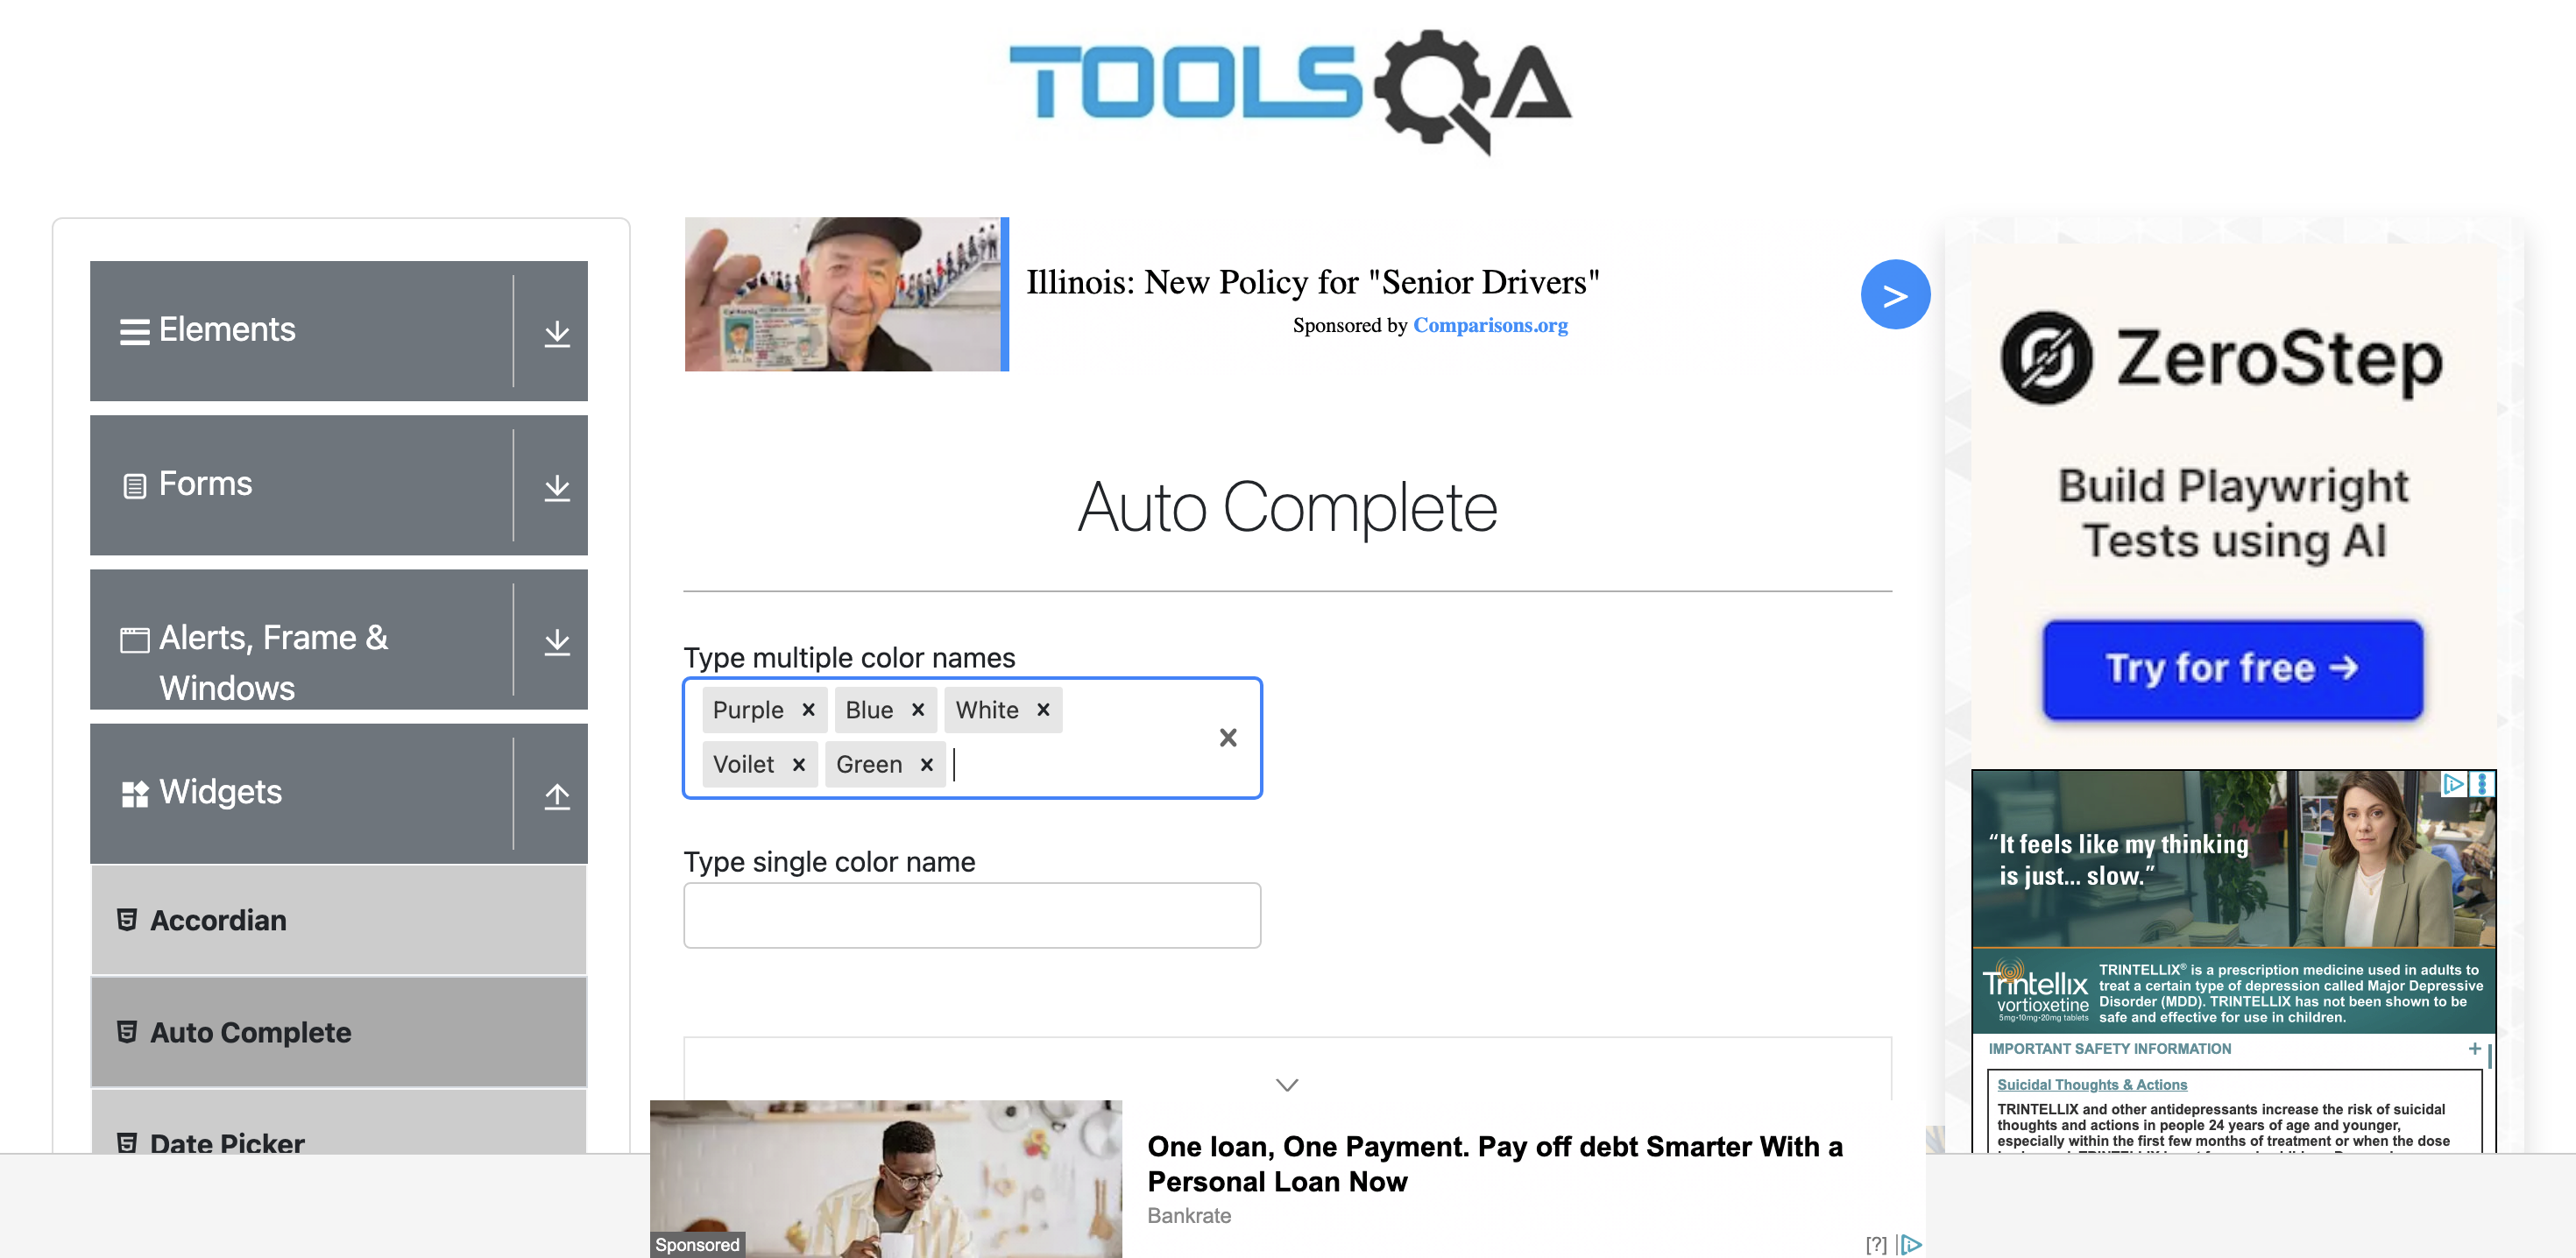 TOOLSQA
Illinois: New Policy for "Senior Drivers"
Sponsored by Comparisons.org
>
Elements
Forms
Alerts, Frame &
Windows
Widgets
Accordian
Auto Complete
Date Picker
Auto Complete
Type multiple color names
Purple × Blue × White ×
Voilet × Green ×
×
Type single color name
One loan, One Payment. Pay off debt Smarter With a
Personal Loan Now
Bankrate
Sponsored
[?]
ZeroStep
Build Playwright
Tests using AI
Try for free →
“It feels like my thinking
is just... slow.”
Trintellix
vortioxetine
5mg•10mg•20mg tablets
TRINTELLIX® is a prescription medicine used in adults to
treat a certain type of depression called Major Depressive
Disorder (MDD). TRINTELLIX has not been shown to be
safe and effective for use in children.
IMPORTANT SAFETY INFORMATION +
Suicidal Thoughts & Actions
TRINTELLIX and other antidepressants increase the risk of suicidal
thoughts and actions in people 24 years of age and younger,
especially within the first few months of treatment or when the dose